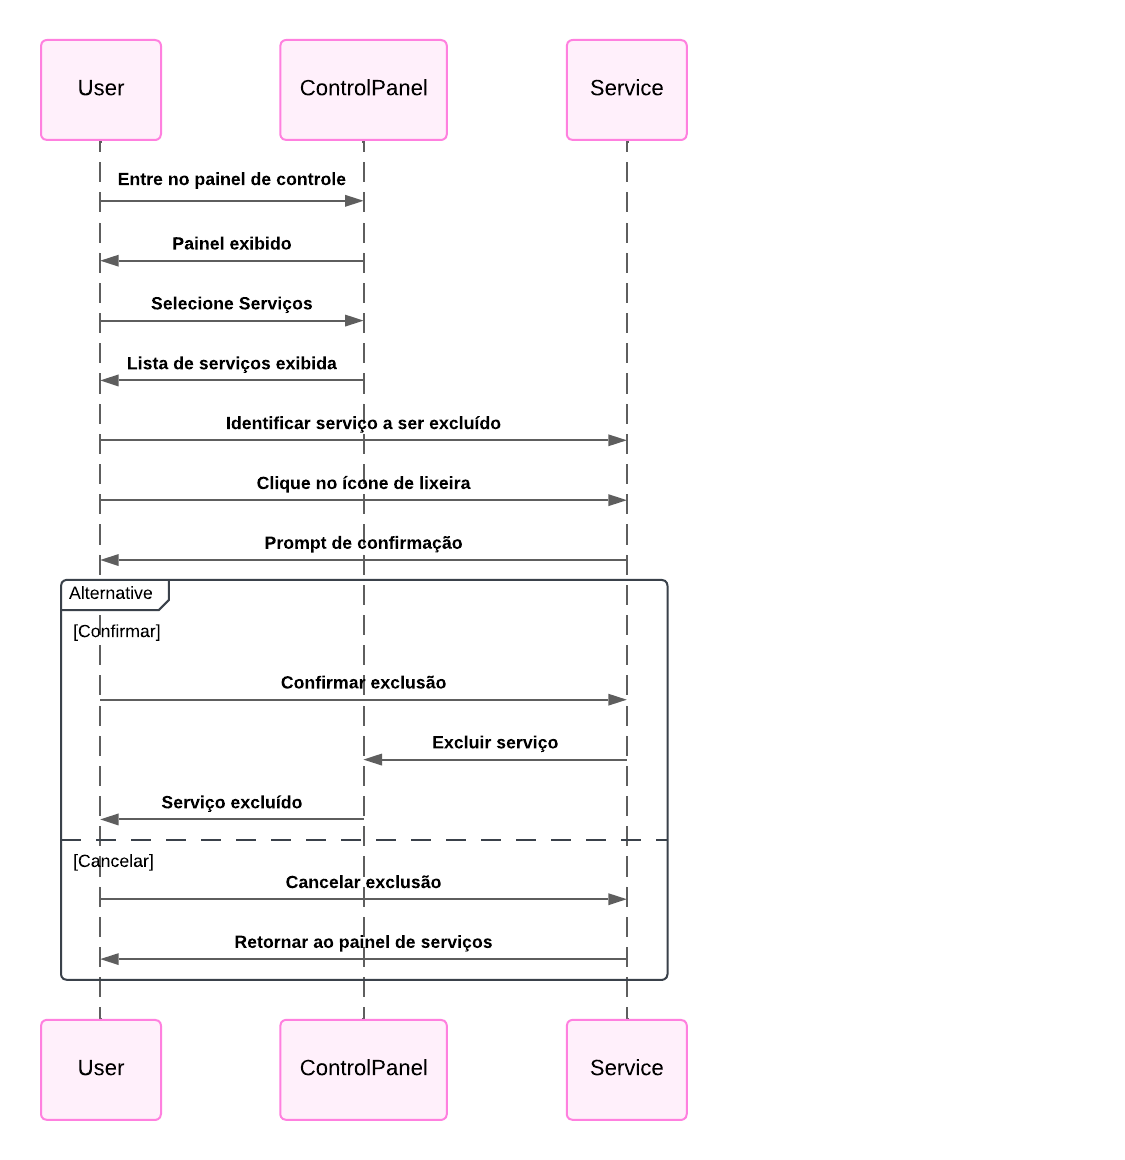 User
ControlPanel
Service
Entre no painel de controle
Painel exibido
Selecione Serviços
Lista de serviços exibida
Identificar serviço a ser excluído
Clique no ícone de lixeira
Prompt de confirmação
Alternative
[Confirmar]
Confirmar exclusão
Excluir serviço
Serviço excluído
[Cancelar]
Cancelar exclusão
Retornar ao painel de serviços
User
ControlPanel
Service